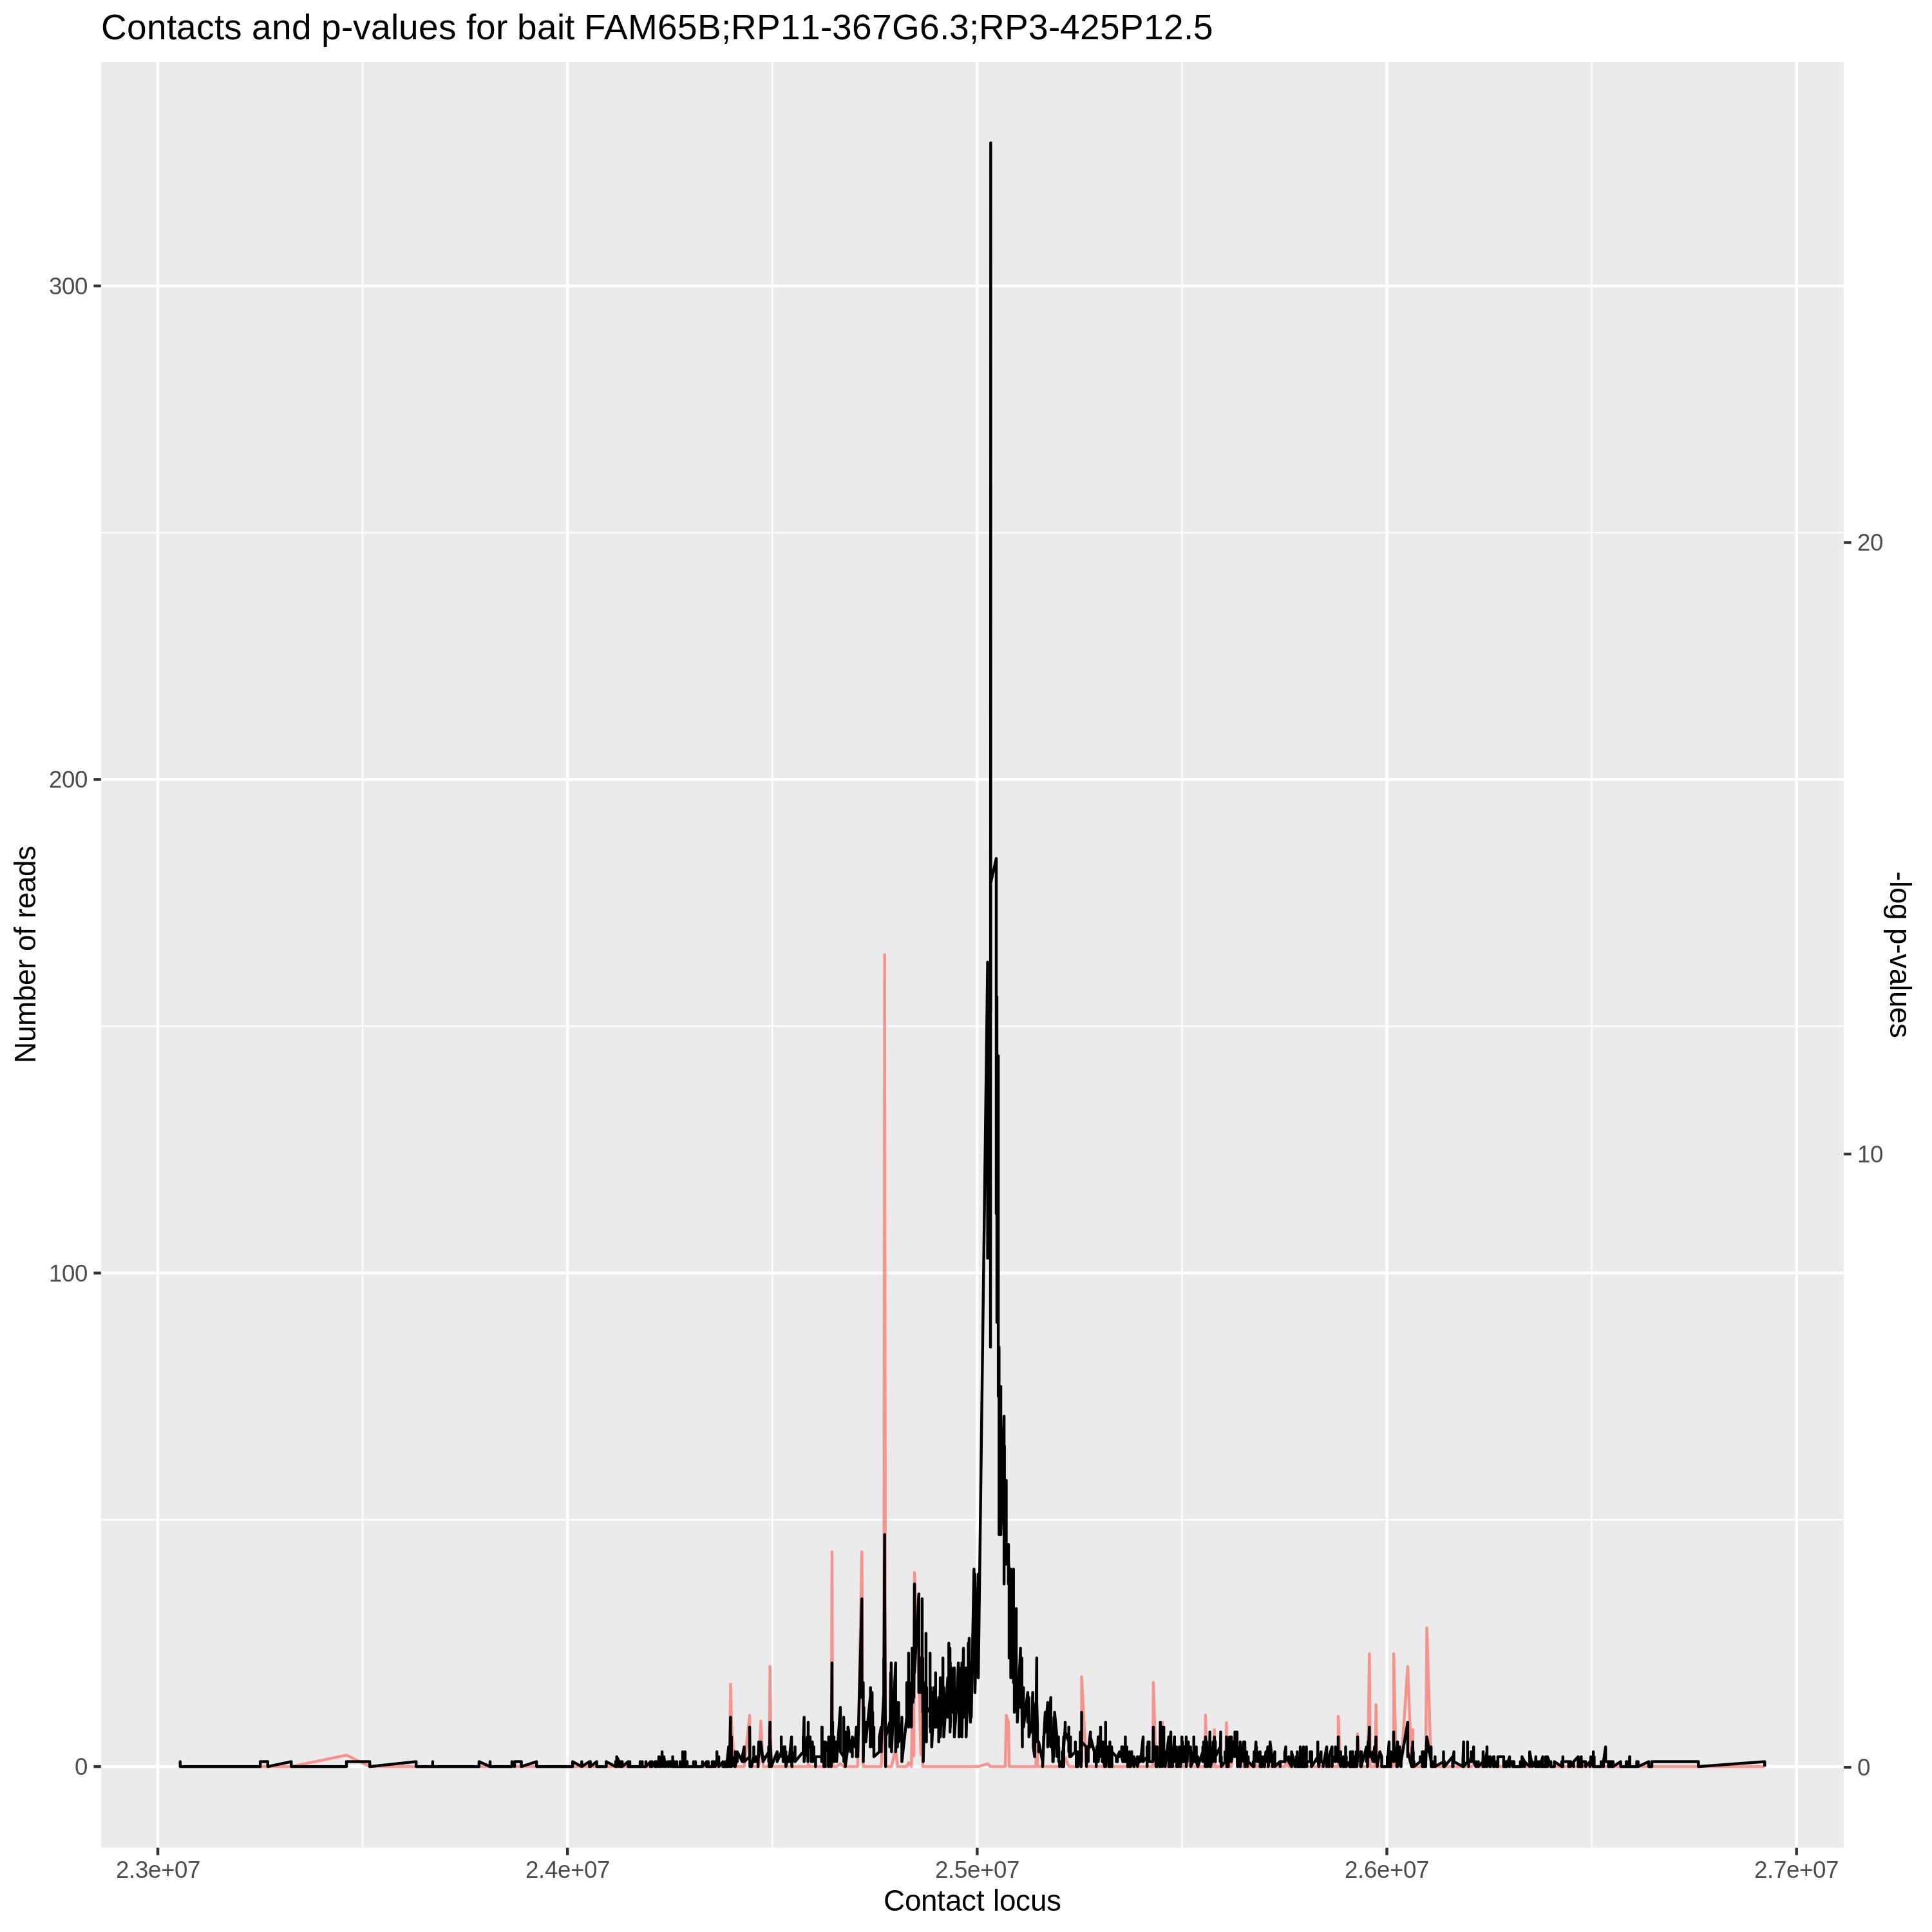 Contacts and p-values for bait FAM65B;RP11-367G6.3;RP3-425P12.5
300
200
100
0
Number of reads
20
10
0
-log p-values
2.3e+07 2.4e+07 2.5e+07 2.6e+07 2.7e+07
Contact locus